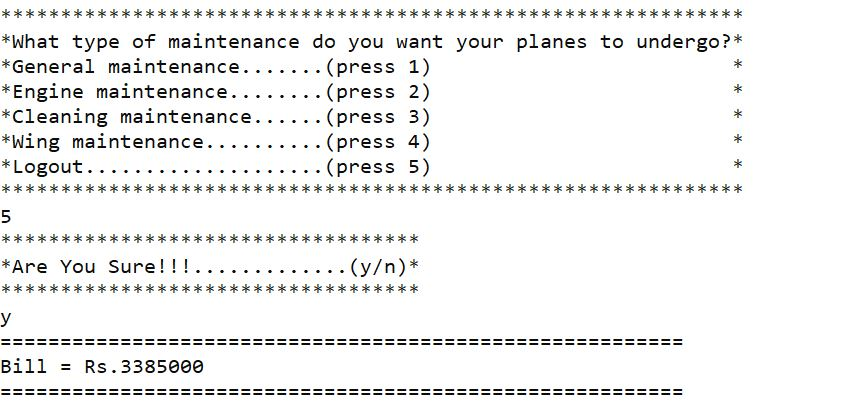 **************************************************************
*What type of maintenance do you want your planes to undergo?*
*General maintenance.......(press 1)                         *
*Engine maintenance........(press 2)                         *
*Cleaning maintenance......(press 3)                         *
*Wing maintenance..........(press 4)                         *
*Logout....................(press 5)                         *
**************************************************************
5
***********************************
*Are You Sure!!!.............(y/n)*
***********************************
y
=========================================================
Bill = Rs.3385000
=========================================================